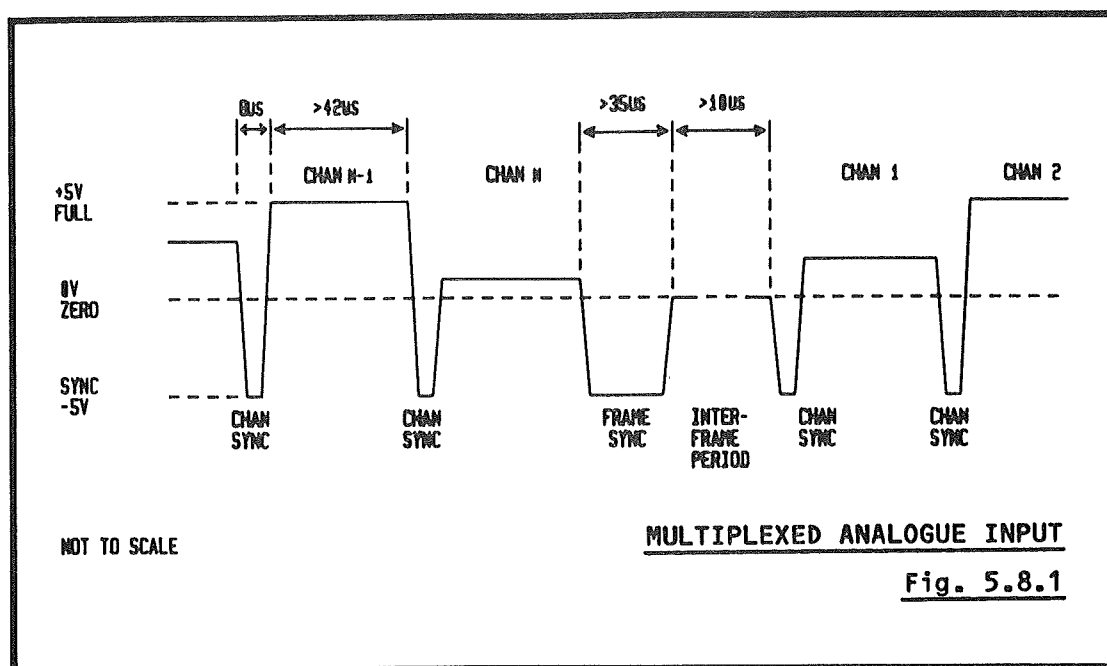 8us >42us >35us >10us
CHAN N-1 CHAN N CHAN 1 CHAN 2
+5V
FULL
0V
ZERO
SYNC
-5V
CHAN
SYNC
CHAN
SYNC
FRAME
SYNC
INTER-
FRAME
PERIOD
CHAN
SYNC
CHAN
SYNC
NOT TO SCALE
MULTIPLEXED ANALOGUE INPUT
Fig. 5.8.1